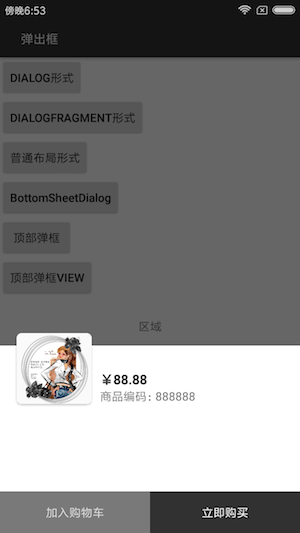 傍晚6:53
弹出框
DIALOG形式
DIALOGFRAGMENT形式
普通布局形式
BottomSheetDialog
顶部弹框
顶部弹框VIEW
区域
￥88.88
商品编码：888888
加入购物车
立即购买